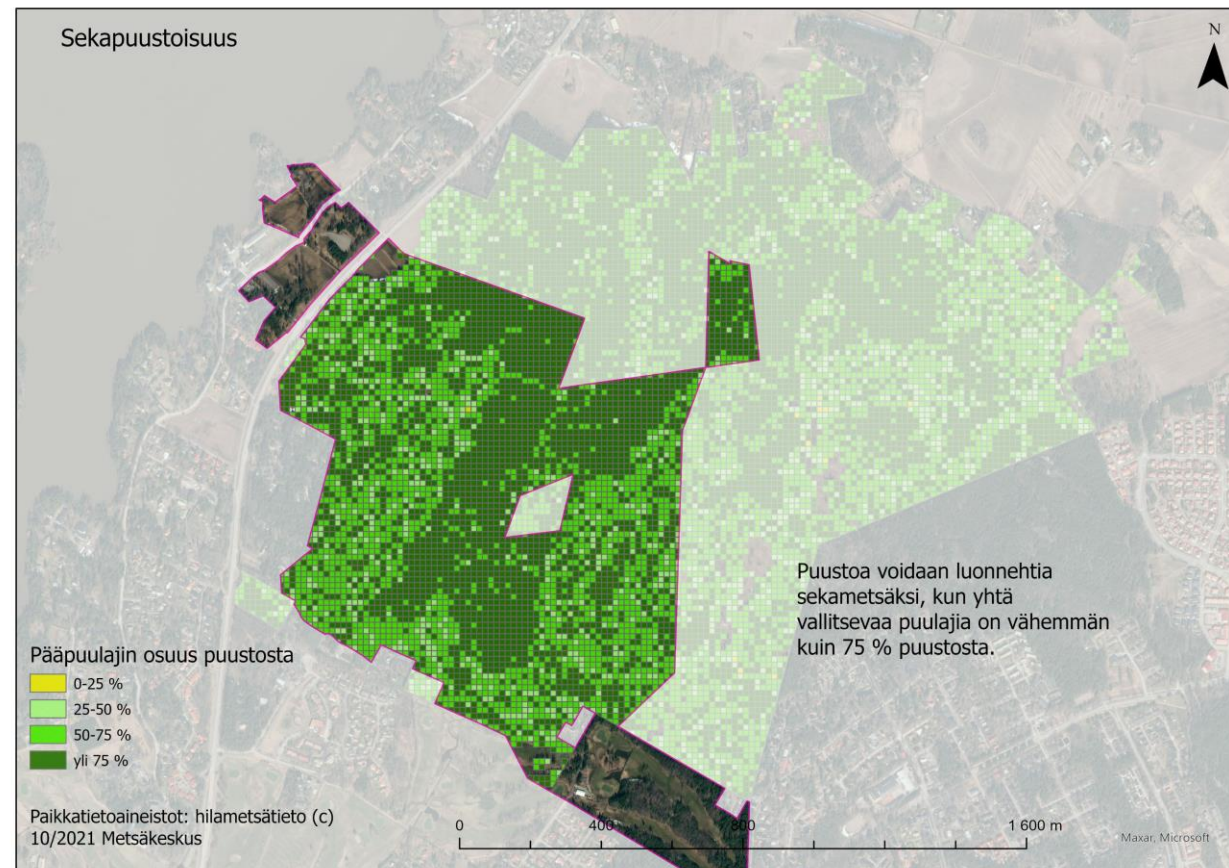 Sekapuustoisuus
N
Puustoa voidaan luonnehtia
sekametsäksi, kun yhtä
vallitsevaa puulajia on vähemmän
kuin 75 % puustosta.
Pääpuulajin osuus puustosta
0-25 %
25-50 %
50-75 %
yli 75 %
Paikkatietoaineistot: hilametsätieto (c)
10/2021 Metsäkeskus
0 400 800 1 600 m
Maxar, Microsoft